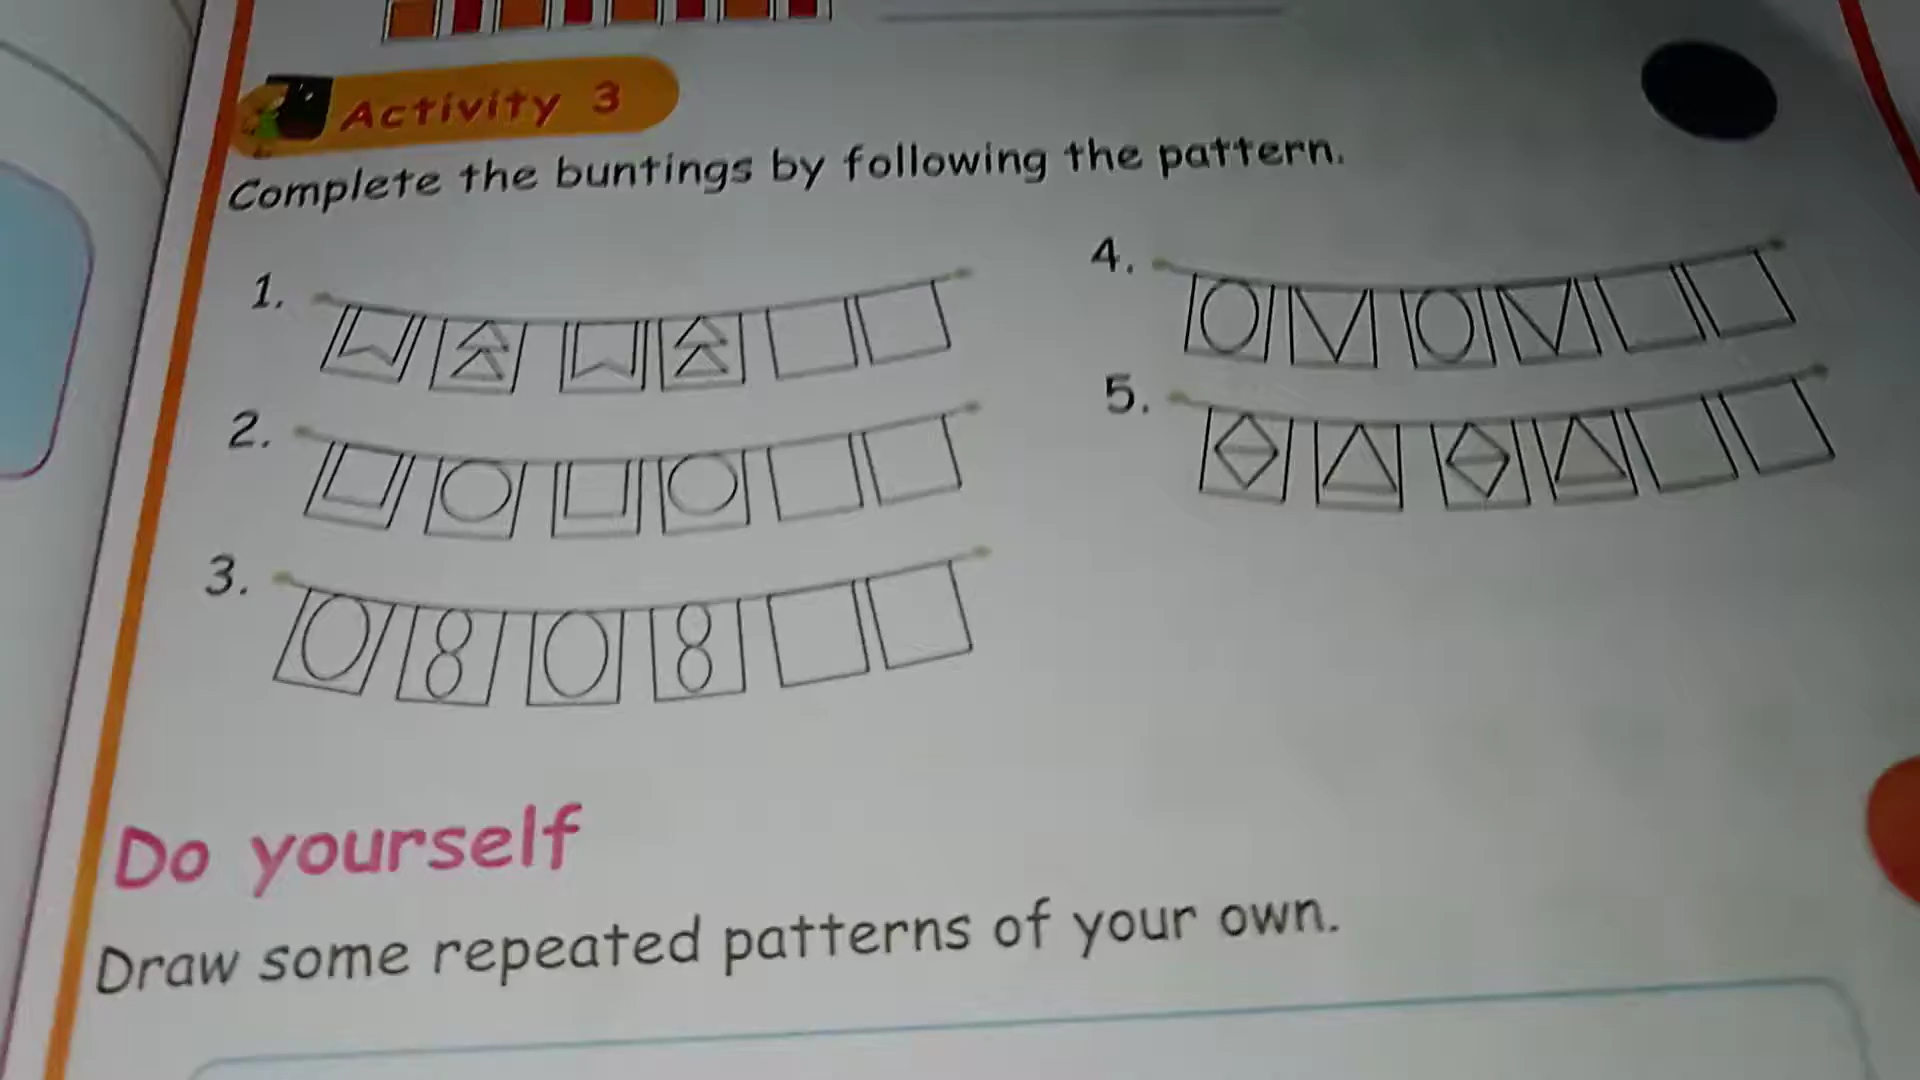 Activity 3
Complete the buntings by following the pattern.
1.
2.
3.
4.
5.
Do yourself
Draw some repeated patterns of your own.